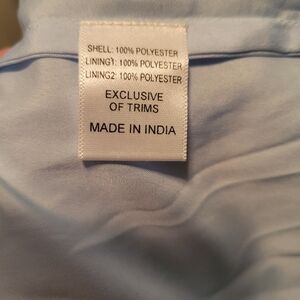 SHELL: 100% POLYESTER
LINING1: 100% POLYESTER
LINING2: 100% POLYESTER
EXCLUSIVE
OF TRIMS
MADE IN INDIA